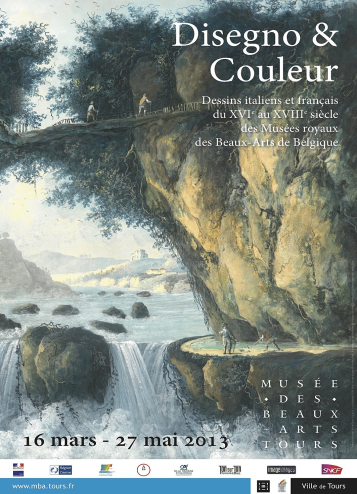 Disegno &
Couleur
Dessins italiens et français
du XVIe au XVIIIe siècle
des Musées royaux
des Beaux-Arts de Belgique
MUSÉE
• DES •
BEAUX
ARTS
TOURS
16 mars - 27 mai 2013
SNCF
www.mba.tours.fr
Ville de Tours